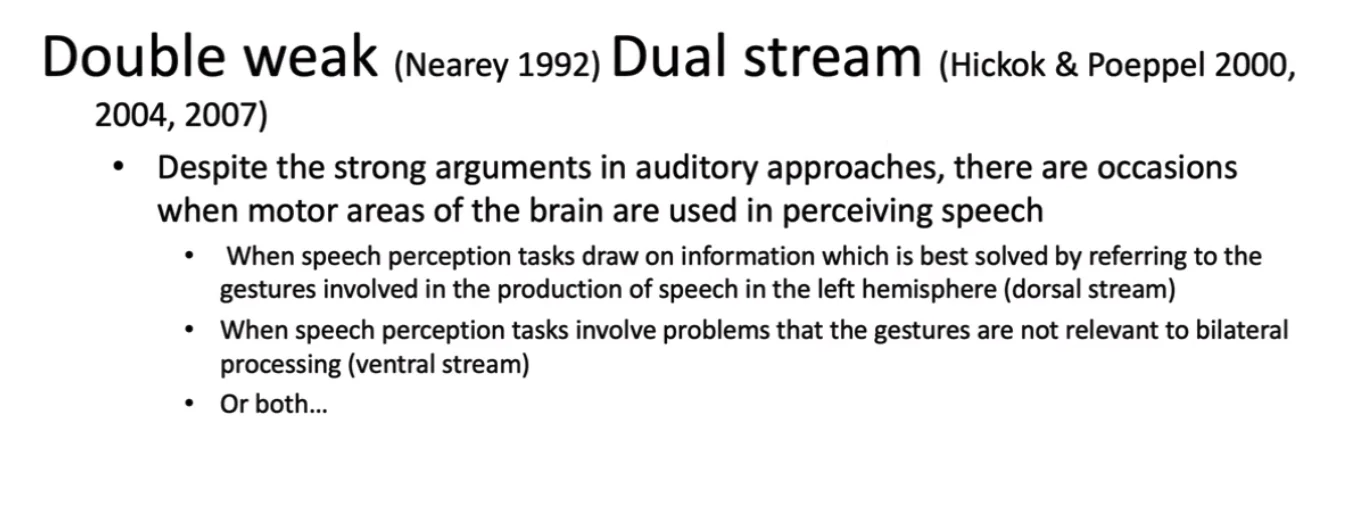 Double weak (Nearey 1992) Dual stream (Hickok & Poeppel 2000,
2004, 2007)
• Despite the strong arguments in auditory approaches, there are occasions
when motor areas of the brain are used in perceiving speech
• When speech perception tasks draw on information which is best solved by referring to the
gestures involved in the production of speech in the left hemisphere (dorsal stream)
• When speech perception tasks involve problems that the gestures are not relevant to bilateral
processing (ventral stream)
• Or both...